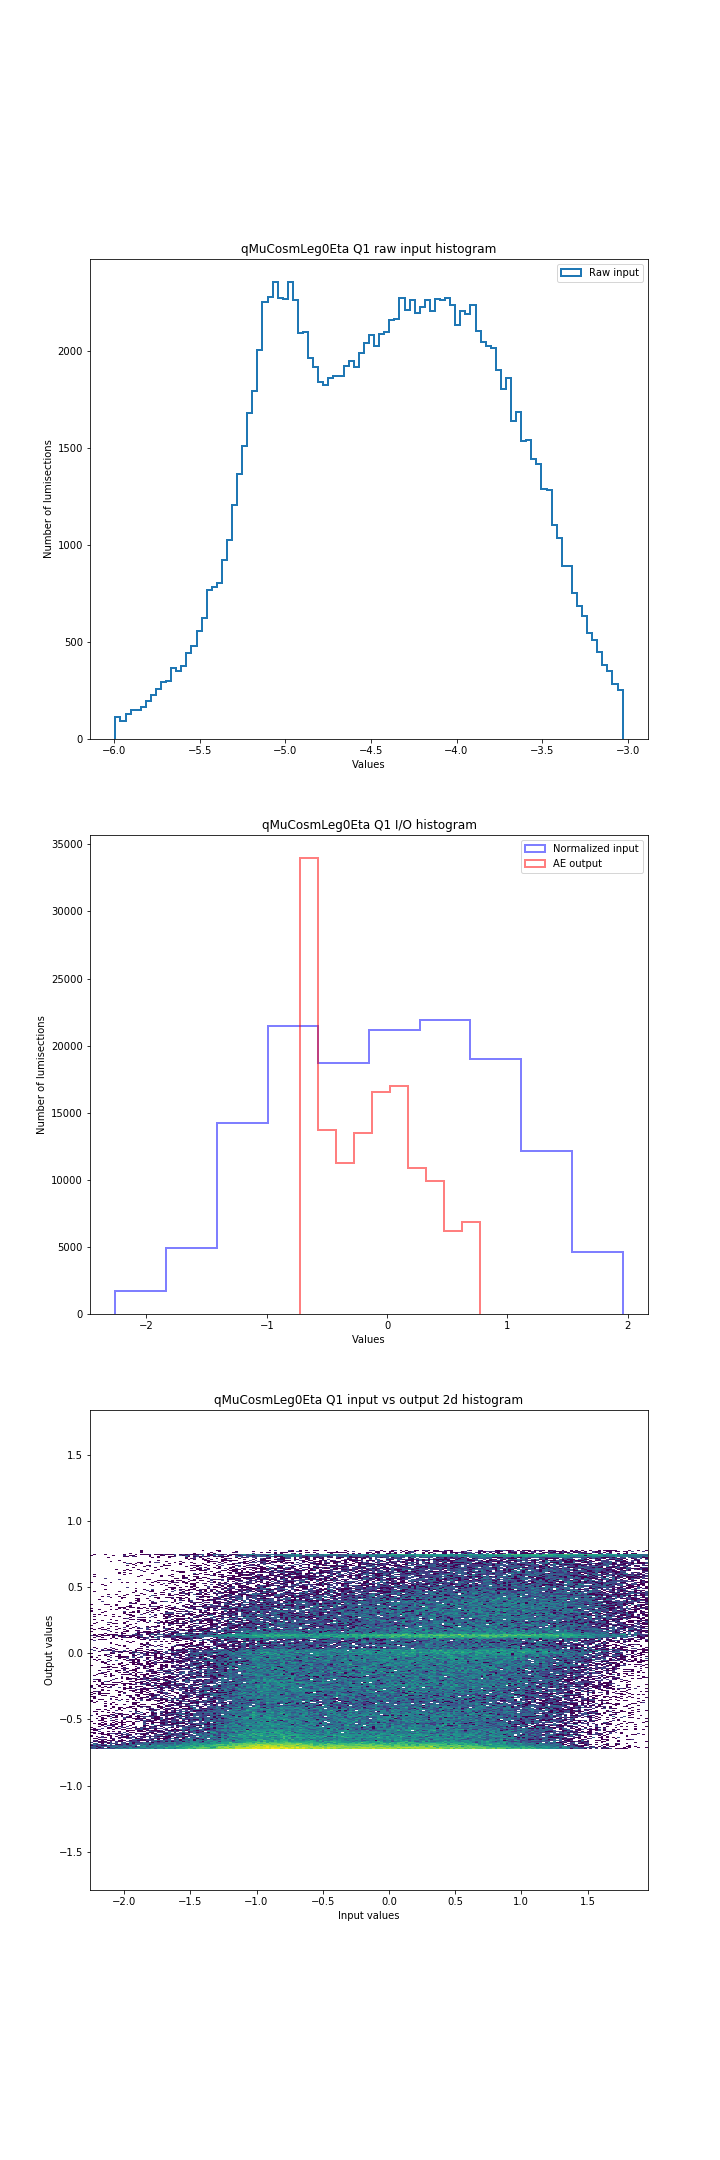 qMuCosmLeg0Eta Q1 raw input histogram
Raw input
2000
1500
1000
500
0
Number of lumisections
−6.0 −5.5 −5.0 −4.5 −4.0 −3.5 −3.0
Values
qMuCosmLeg0Eta Q1 I/O histogram
Normalized input
AE output
35000
30000
25000
20000
15000
10000
5000
0
Number of lumisections
−2 −1 0 1 2
Values
qMuCosmLeg0Eta Q1 input vs output 2d histogram
1.5
1.0
0.5
0.0
−0.5
−1.0
−1.5
Output values
−2.0 −1.5 −1.0 −0.5 0.0 0.5 1.0 1.5
Input values